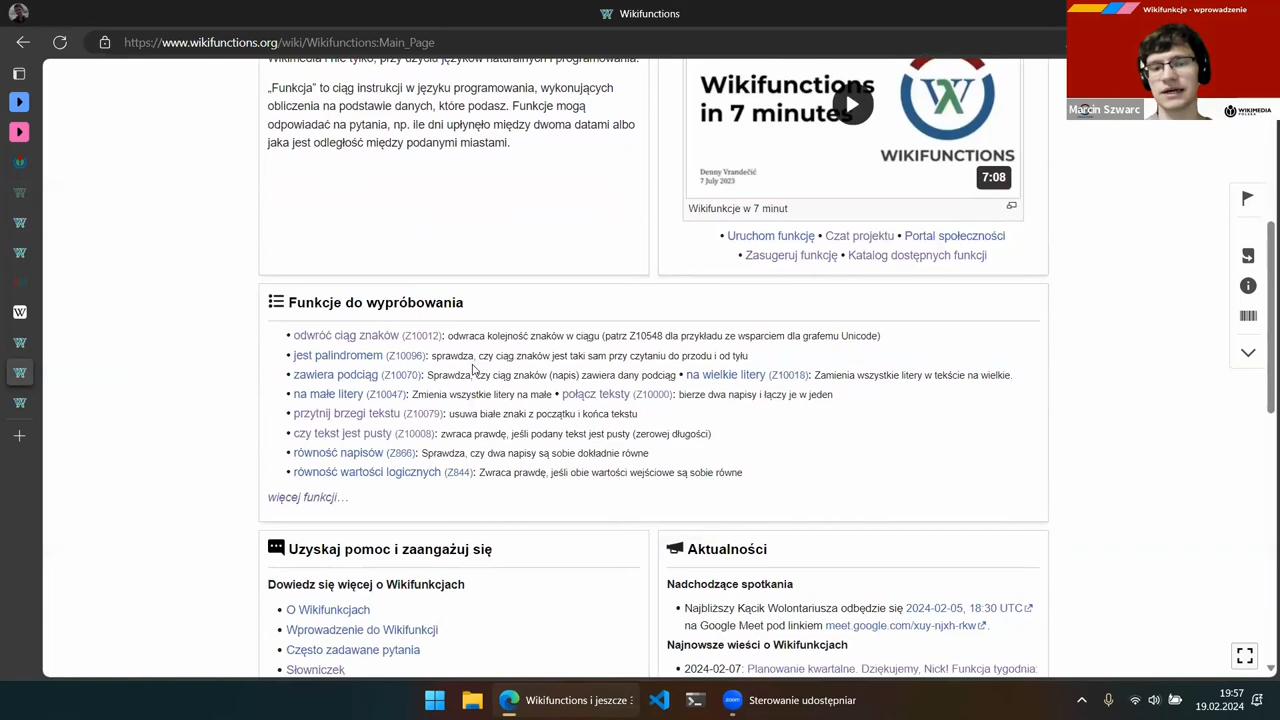 Wikifunctions
https://www.wikifunctions.org/wiki/Wikifunctions:Main_Page
Wikifunkcje - wprowadzenie
Marcin Szwarc
WIKIMEDIA
POLSKA
Wikimedia i nie tylko, przy użyciu języków naturalnych i programowania.
„Funkcja” to ciąg instrukcji w języku programowania, wykonujących
obliczenia na podstawie danych, które podasz. Funkcje mogą
odpowiadać na pytania, np. ile dni upłynęło między dwoma datami albo
jaka jest odległość między podanymi miastami.
Wikifunctions
in 7 minutes
WIKIFUNCTIONS
Denny Vrandečić
7 July 2023
7:08
Wikifunkcje w 7 minut
• Uruchom funkcję • Czat projektu • Portal społeczności
• Zasugeruj funkcję • Katalog dostępnych funkcji
Funkcje do wypróbowania
• odwróć ciąg znaków (Z10012): odwraca kolejność znaków w ciągu (patrz Z10548 dla przykładu ze wsparciem dla grafemu Unicode)
• jest palindromem (Z10096): sprawdza, czy ciąg znaków jest taki sam przy czytaniu do przodu i od tyłu
• zawiera podciąg (Z10070): Sprawdza, czy ciąg znaków (napis) zawiera dany podciąg • na wielkie litery (Z10018): Zamienia wszystkie litery w tekście na wielkie.
• na małe litery (Z10047): Zmienia wszystkie litery na małe • połącz teksty (Z10000): bierze dwa napisy i łączy je w jeden
• przytnij brzegi tekstu (Z10079): usuwa białe znaki z początku i końca tekstu
• czy tekst jest pusty (Z10008): zwraca prawdę, jeśli podany tekst jest pusty (zerowej długości)
• równość napisów (Z866): Sprawdza, czy dwa napisy są sobie dokładnie równe
• równość wartości logicznych (Z844): Zwraca prawdę, jeśli obie wartości wejściowe są sobie równe
więcej funkcji…
Uzyskaj pomoc i zaangażuj się
Dowiedz się więcej o Wikifunkcjach
• O Wikifunkcjach
• Wprowadzenie do Wikifunkcji
• Często zadawane pytania
• Słowniczek
Aktualności
Nadchodzące spotkania
• Najbliższy Kącik Wolontariusza odbędzie się 2024-02-05, 18:30 UTC
na Google Meet pod linkiem meet.google.com/xuy-njxh-rkw.
Najnowsze wieści o Wikifunkcjach
• 2024-02-07: Planowanie kwartalne. Dziękujemy, Nick! Funkcja tygodnia:
Wikifunctions i jeszcze :
zoom
Sterowanie udostępniar
19:57
19.02.2024